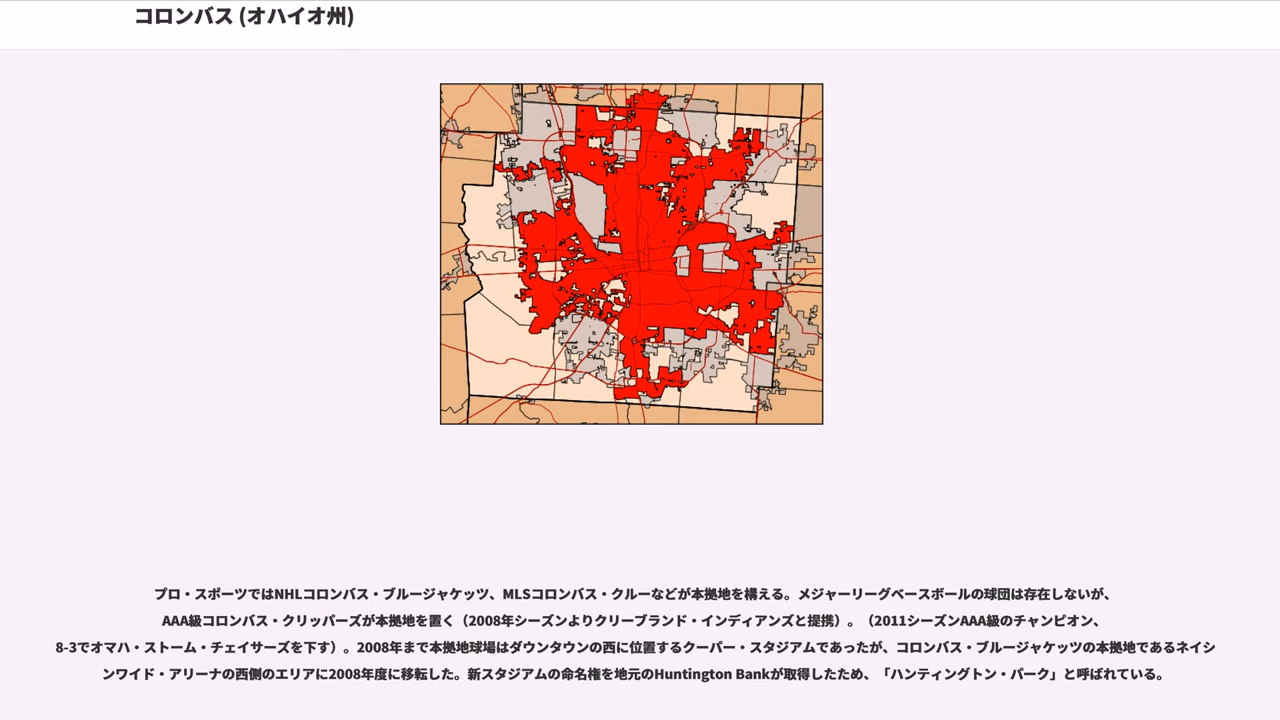 コロンバス (オハイオ州)
プロ・スポーツではNHLコロンバス・ブルージャケッツ、MLSコロンバス・クルーなどが本拠地を構える。メジャーリーグベースボールの球団は存在しないが、
AAA級コロンバス・クリッパーズが本拠地を置く（2008年シーズンよりクリーブランド・インディアンズと提携）。（2011シーズンAAA級のチャンピオン、
8-3でオマハ・ストーム・チェイサーズを下す）。2008年まで本拠地球場はダウンタウンの西に位置するクーパー・スタジアムであったが、コロンバス・ブルージャケッツの本拠地であるネイシ
ンワイド・アリーナの西側のエリアに2008年度に移転した。新スタジアムの命名権を地元のHuntington Bankが取得したため、「ハンティングトン・パーク」と呼ばれている。